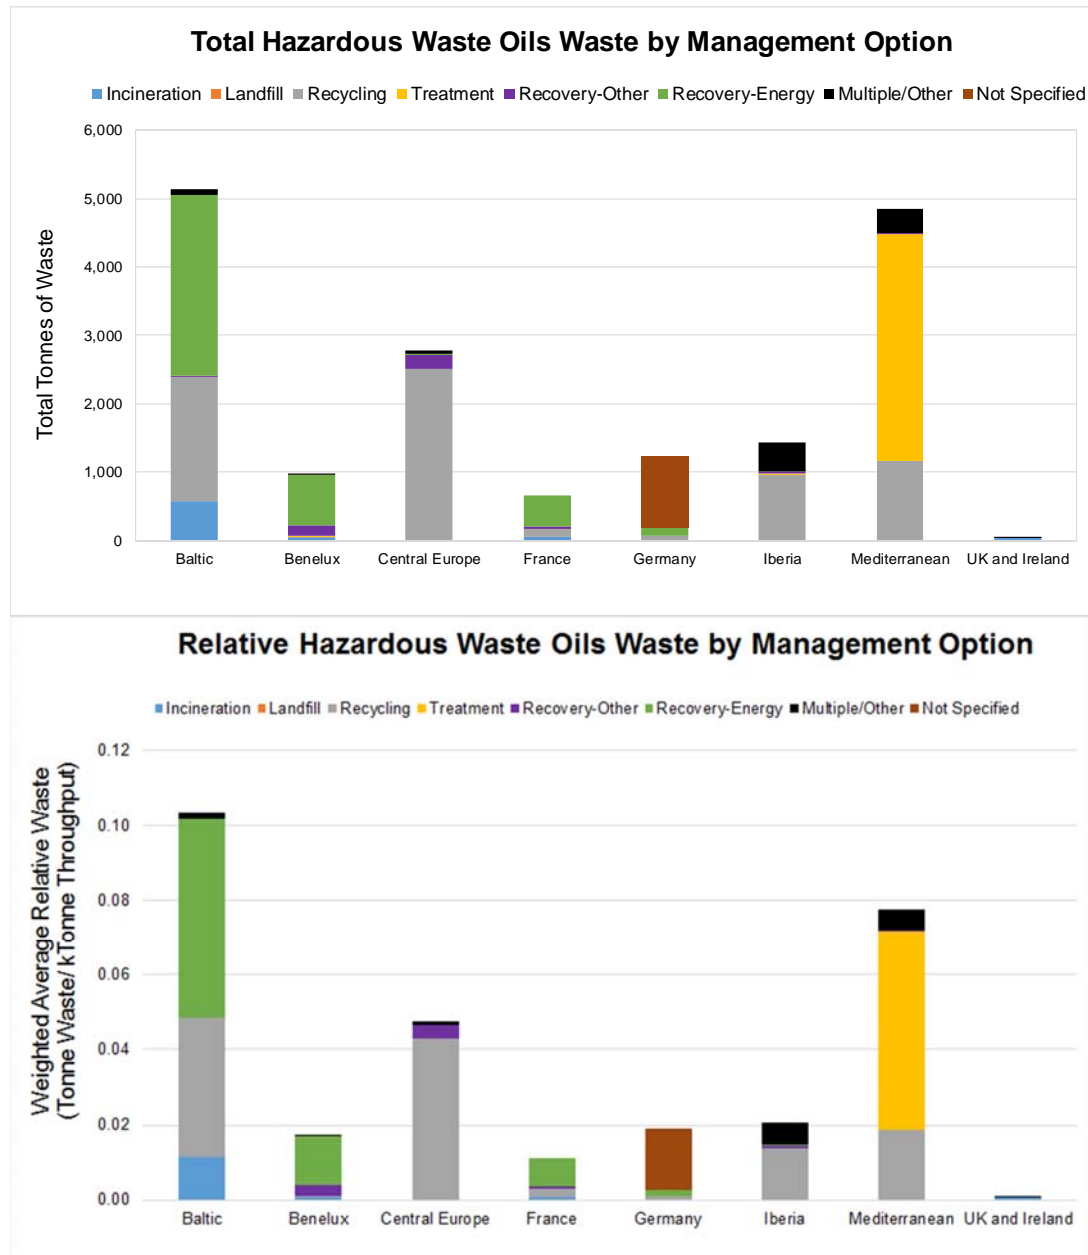 Total Hazardous Waste Oils Waste by Management Option
Incineration Landfill Recycling Treatment Recovery-Other Recovery-Energy Multiple/Other Not Specified
6,000
5,000
4,000
3,000
2,000
1,000
0
Total Tonnes of Waste
Baltic Benelux Central Europe France Germany Iberia Mediterranean UK and Ireland
Relative Hazardous Waste Oils Waste by Management Option
Incineration Landfill Recycling Treatment Recovery-Other Recovery-Energy Multiple/Other Not Specified
0.12
0.10
0.08
0.06
0.04
0.02
0.00
Weighted Average Relative Waste
(Tonne Waste/ kTonne Throughput)
Baltic Benelux Central Europe France Germany Iberia Mediterranean UK and Ireland